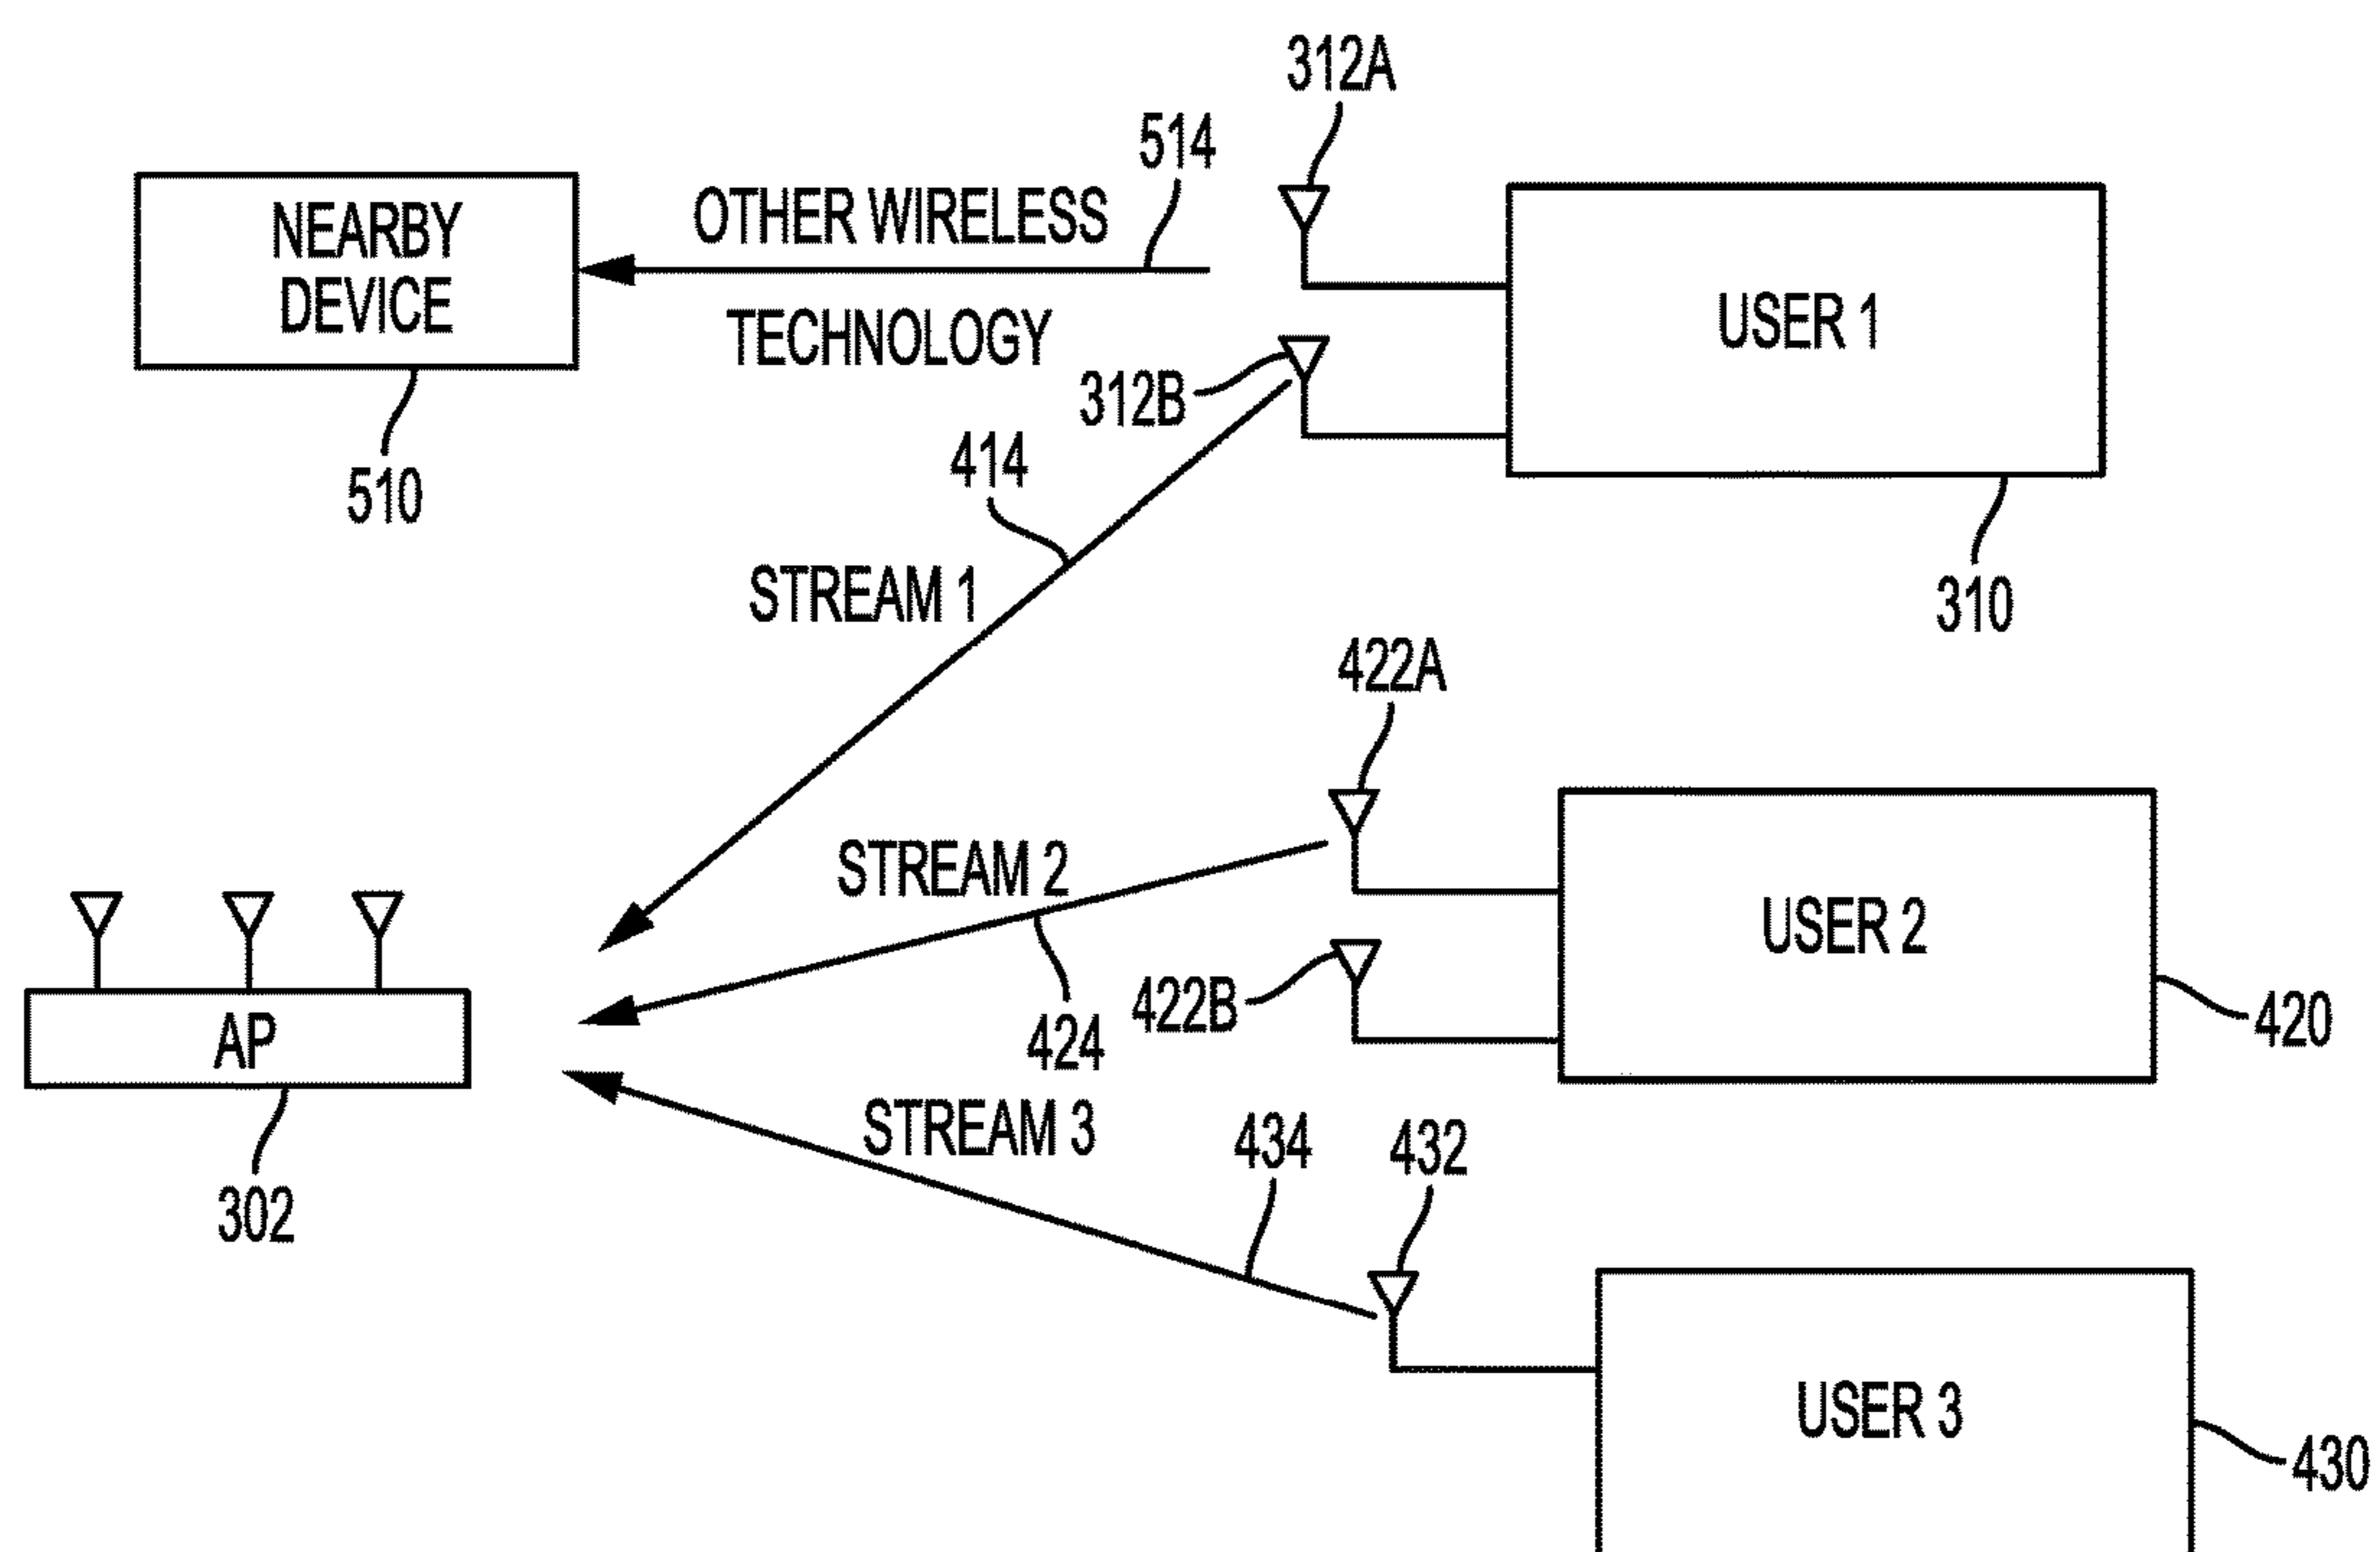 312A
514
NEARBY
DEVICE
OTHER WIRELESS
TECHNOLOGY
USER 1
312B
510
414
STREAM 1
310
422A
STREAM 2
USER 2
422B
424
420
AP
302
STREAM 3
434
432
USER 3
430